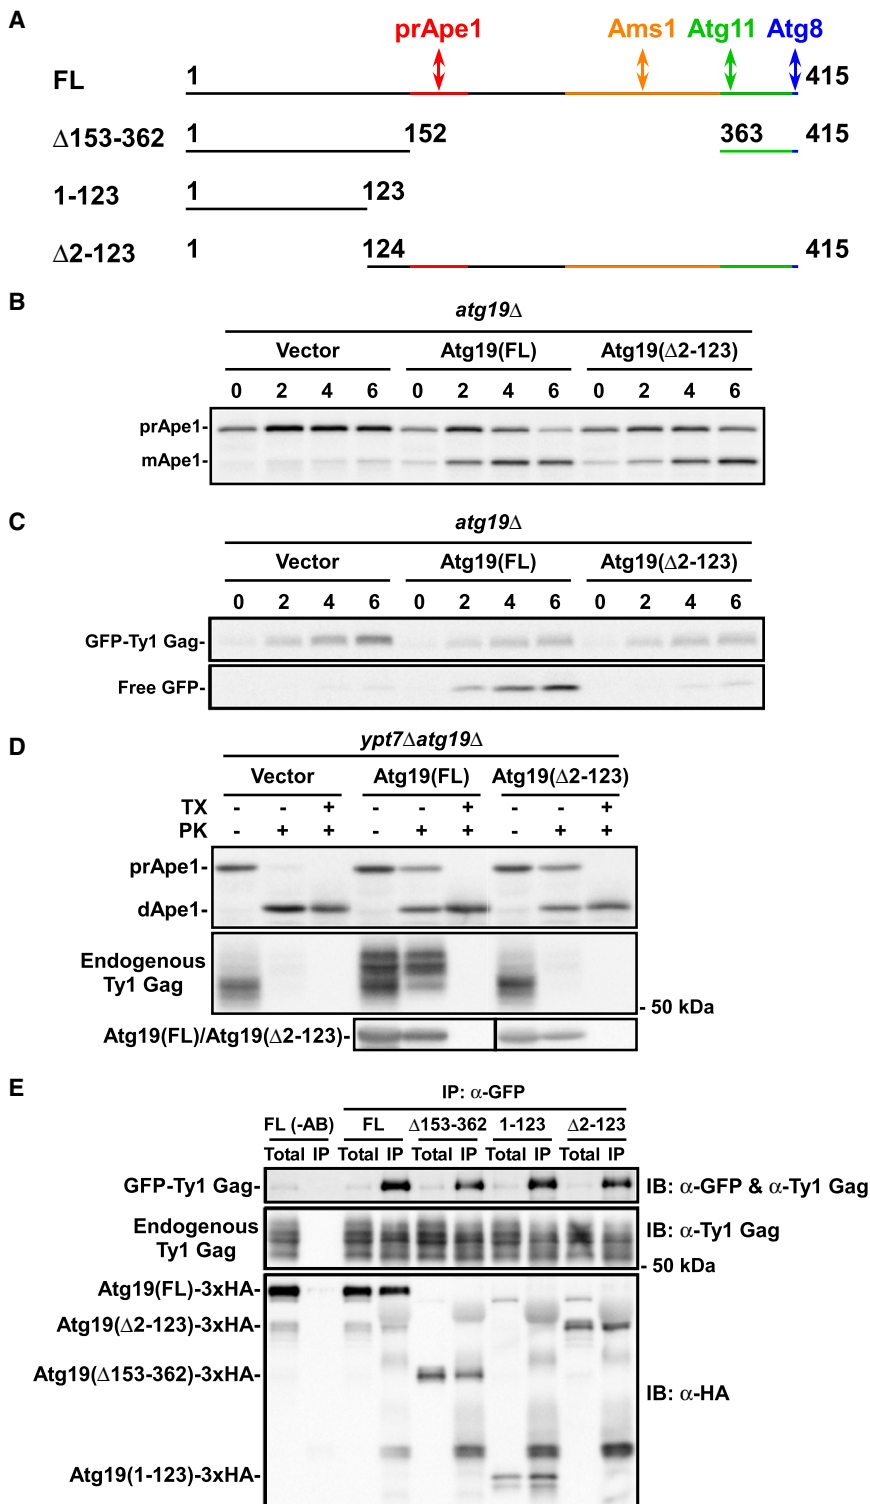 A
prApe1 Ams1 Atg11 Atg8
FL 1 415
Δ153-362 1 152 363 415
1-123 1 123
Δ2-123 1 124 415
B
atg19Δ
Vector Atg19(FL) Atg19(Δ2-123)
0 2 4 6 0 2 4 6 0 2 4 6
prApe1-
mApe1-
C
atg19Δ
Vector Atg19(FL) Atg19(Δ2-123)
0 2 4 6 0 2 4 6 0 2 4 6
GFP-Ty1 Gag-
Free GFP-
D
ypt7Δatg19Δ
Vector Atg19(FL) Atg19(Δ2-123)
TX - - + - - + - - +
PK - + + - + + - + +
prApe1-
dApe1-
Endogenous
Ty1 Gag
- 50 kDa
Atg19(FL)/Atg19(Δ2-123)-
E
IP: α-GFP
FL (-AB) FL Δ153-362 1-123 Δ2-123
Total IP Total IP Total IP Total IP Total IP
GFP-Ty1 Gag- IB: α-GFP & α-Ty1 Gag
Endogenous IB: α-Ty1 Gag
Ty1 Gag
- 50 kDa
Atg19(FL)-3xHA-
Atg19(Δ2-123)-3xHA-
Atg19(Δ153-362)-3xHA-
IB: α-HA
Atg19(1-123)-3xHA-